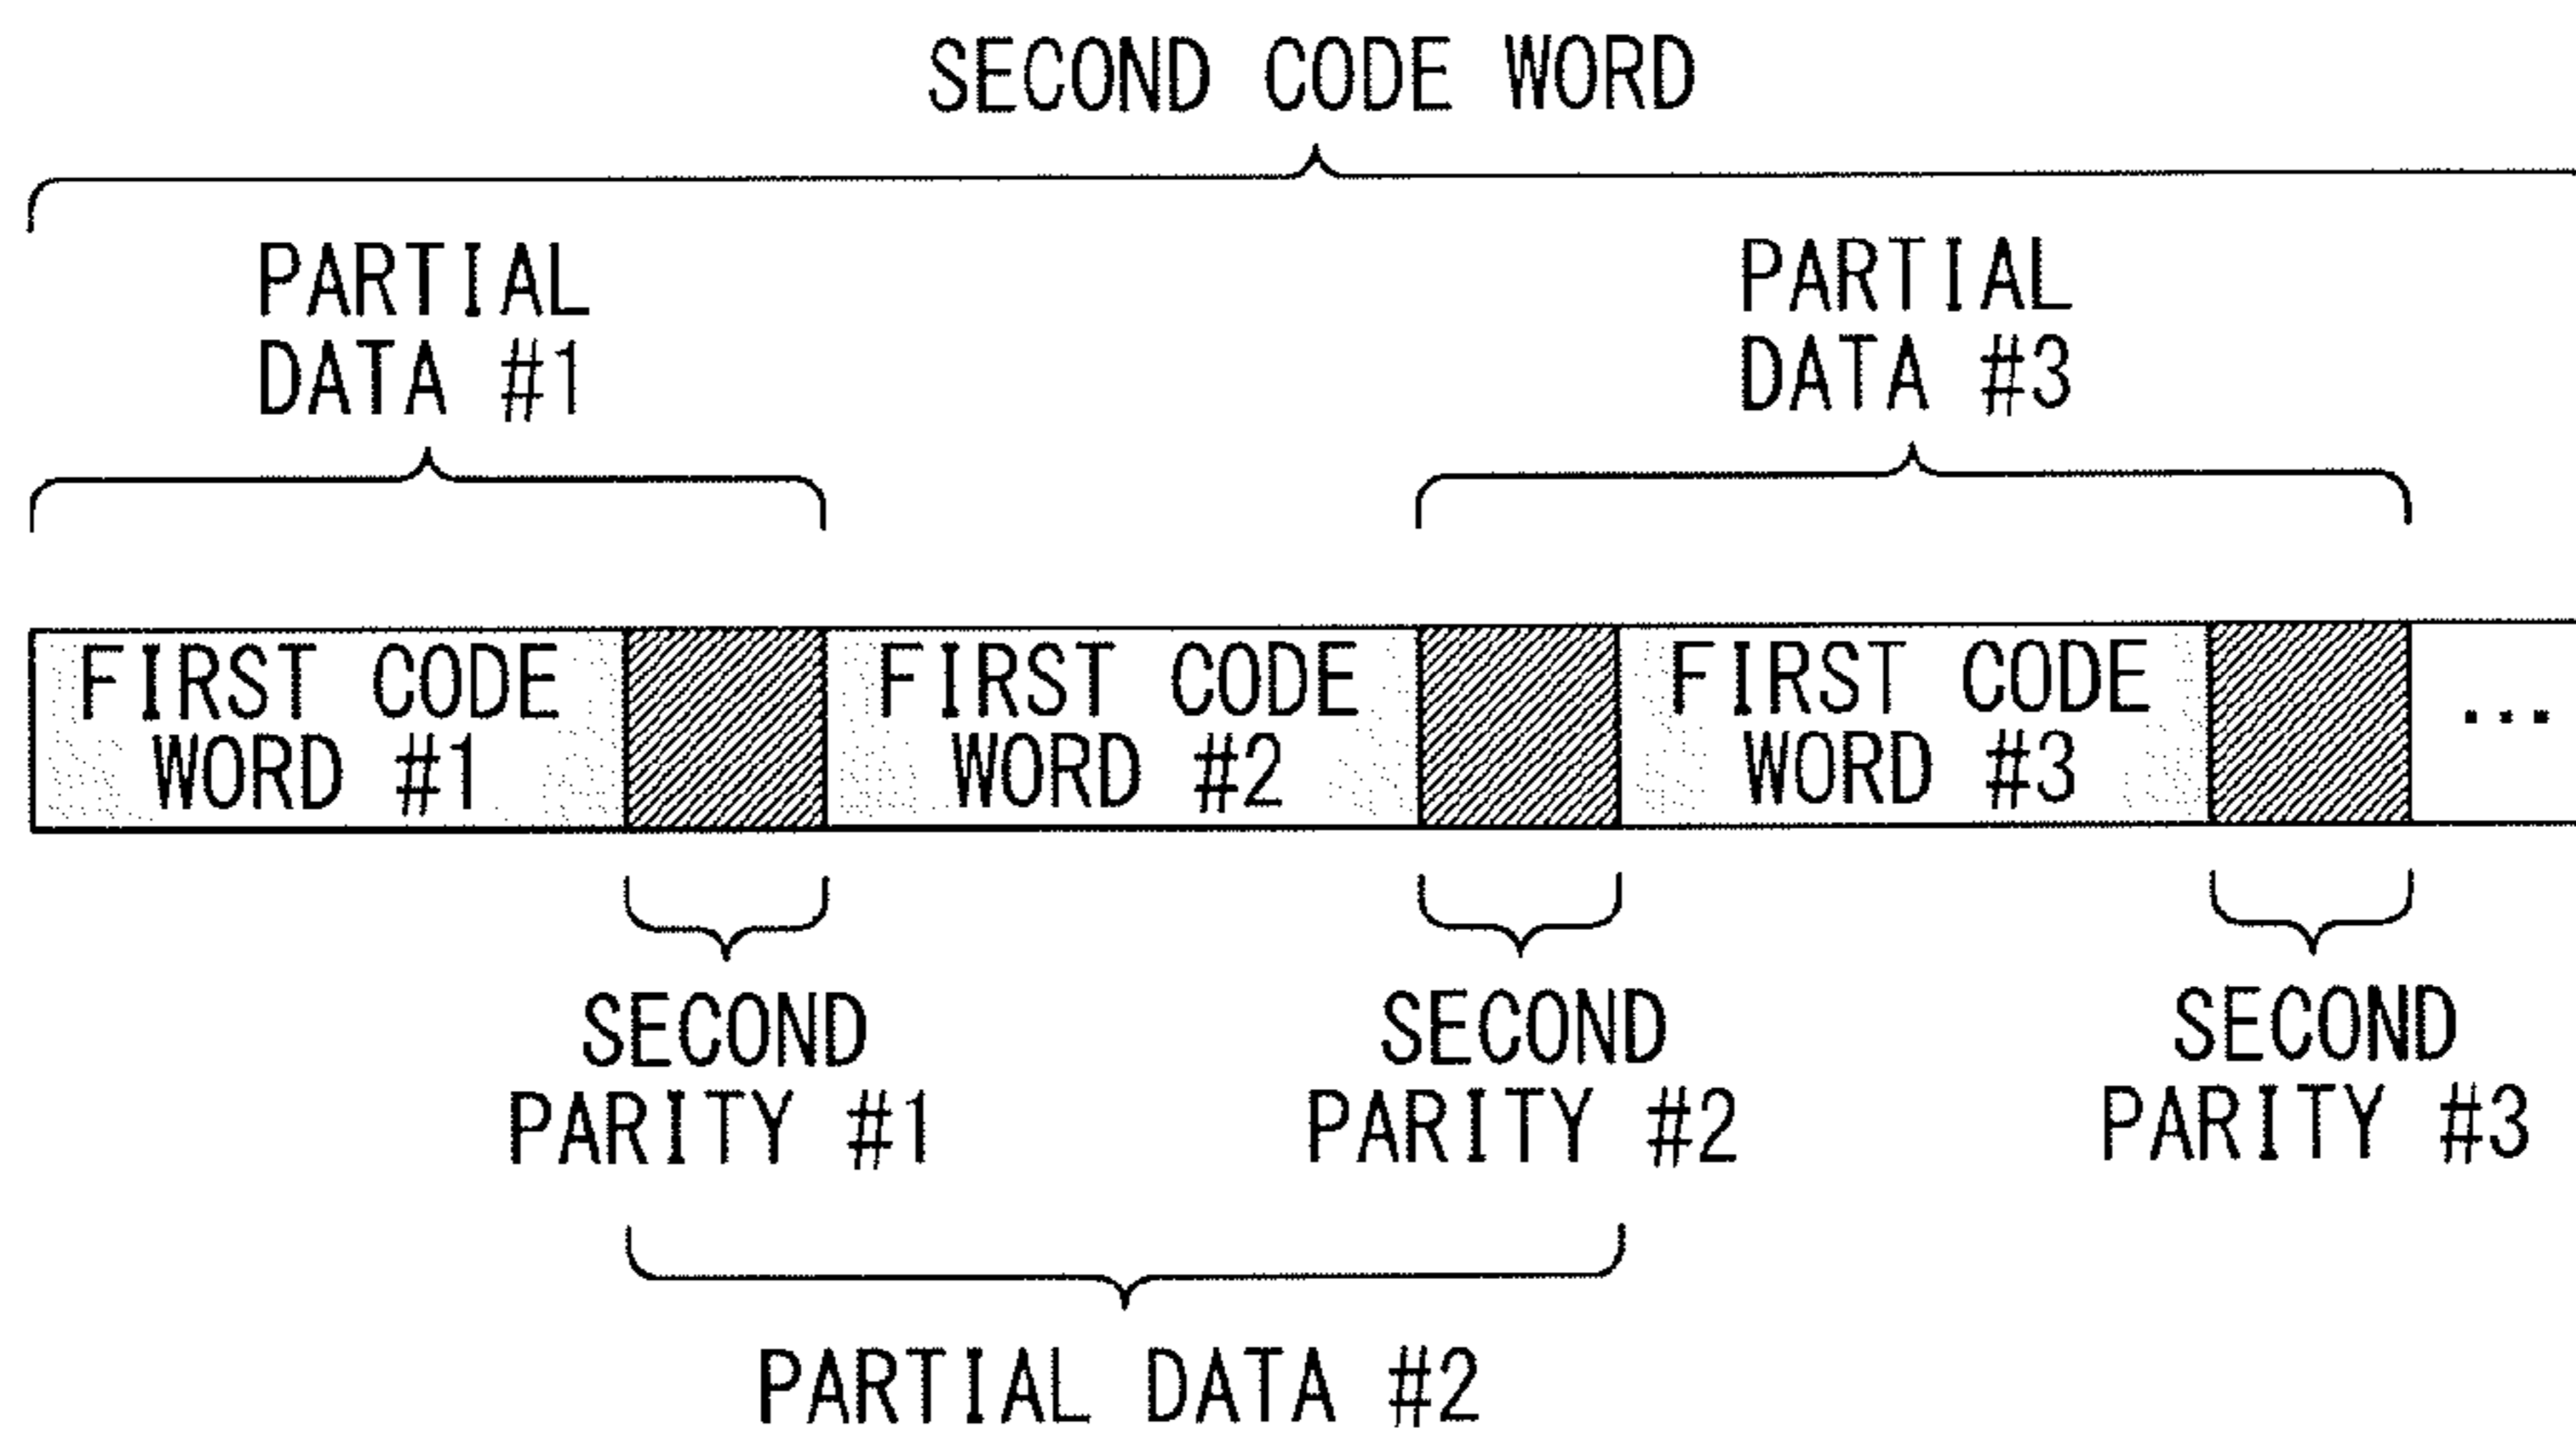 SECOND CODE WORD
PARTIAL
DATA #1
PARTIAL
DATA #3
FIRST CODE
WORD #1
FIRST CODE
WORD #2
FIRST CODE
WORD #3
...
SECOND
PARITY #1
SECOND
PARITY #2
SECOND
PARITY #3
PARTIAL DATA #2